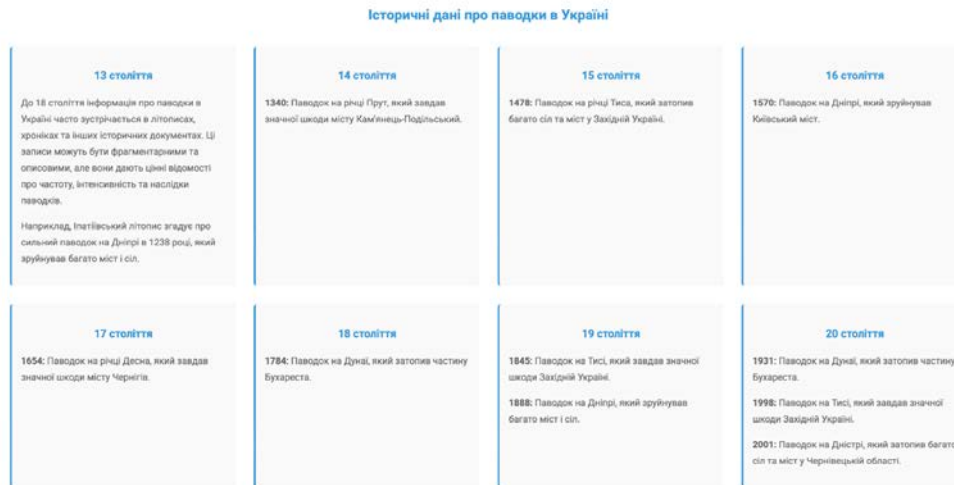 Історичні дані про паводки в Україні
13 століття
До 18 століття інформація про паводки в
Україні часто зустрічається в літописах,
хроніках та інших історичних документах. Ці
записи можуть бути фрагментарними та
описовими, але вони дають цінні відомості
про частоту, інтенсивність та наслідки
паводків.
Наприклад, Іпатіївський літопис згадує про
сильний паводок на Дніпрі в 1238 році, який
зруйнував багато міст і сіл.
14 століття
1340: Паводок на річці Прут, який завдав
значної шкоди місту Кам'янець-Подільський.
15 століття
1478: Паводок на річці Тиса, який затопив
багато сіл та міст у Західній Україні.
16 століття
1570: Паводок на Дніпрі, який зруйнував
Київський міст.
17 століття
1654: Паводок на річці Десна, який завдав
значної шкоди місту Чернігів.
18 століття
1784: Паводок на Дунаї, який затопив частину
Бухареста.
19 століття
1845: Паводок на Тисі, який завдав значної
шкоди Західній Україні.
1888: Паводок на Дніпрі, який зруйнував
багато міст і сіл.
20 століття
1931: Паводок на Дунаї, який затопив частину
Бухареста.
1998: Паводок на Тисі, який завдав значної
шкоди Західній Україні.
2001: Паводок на Дністрі, який затопив багато
сіл та міст у Чернівецькій області.